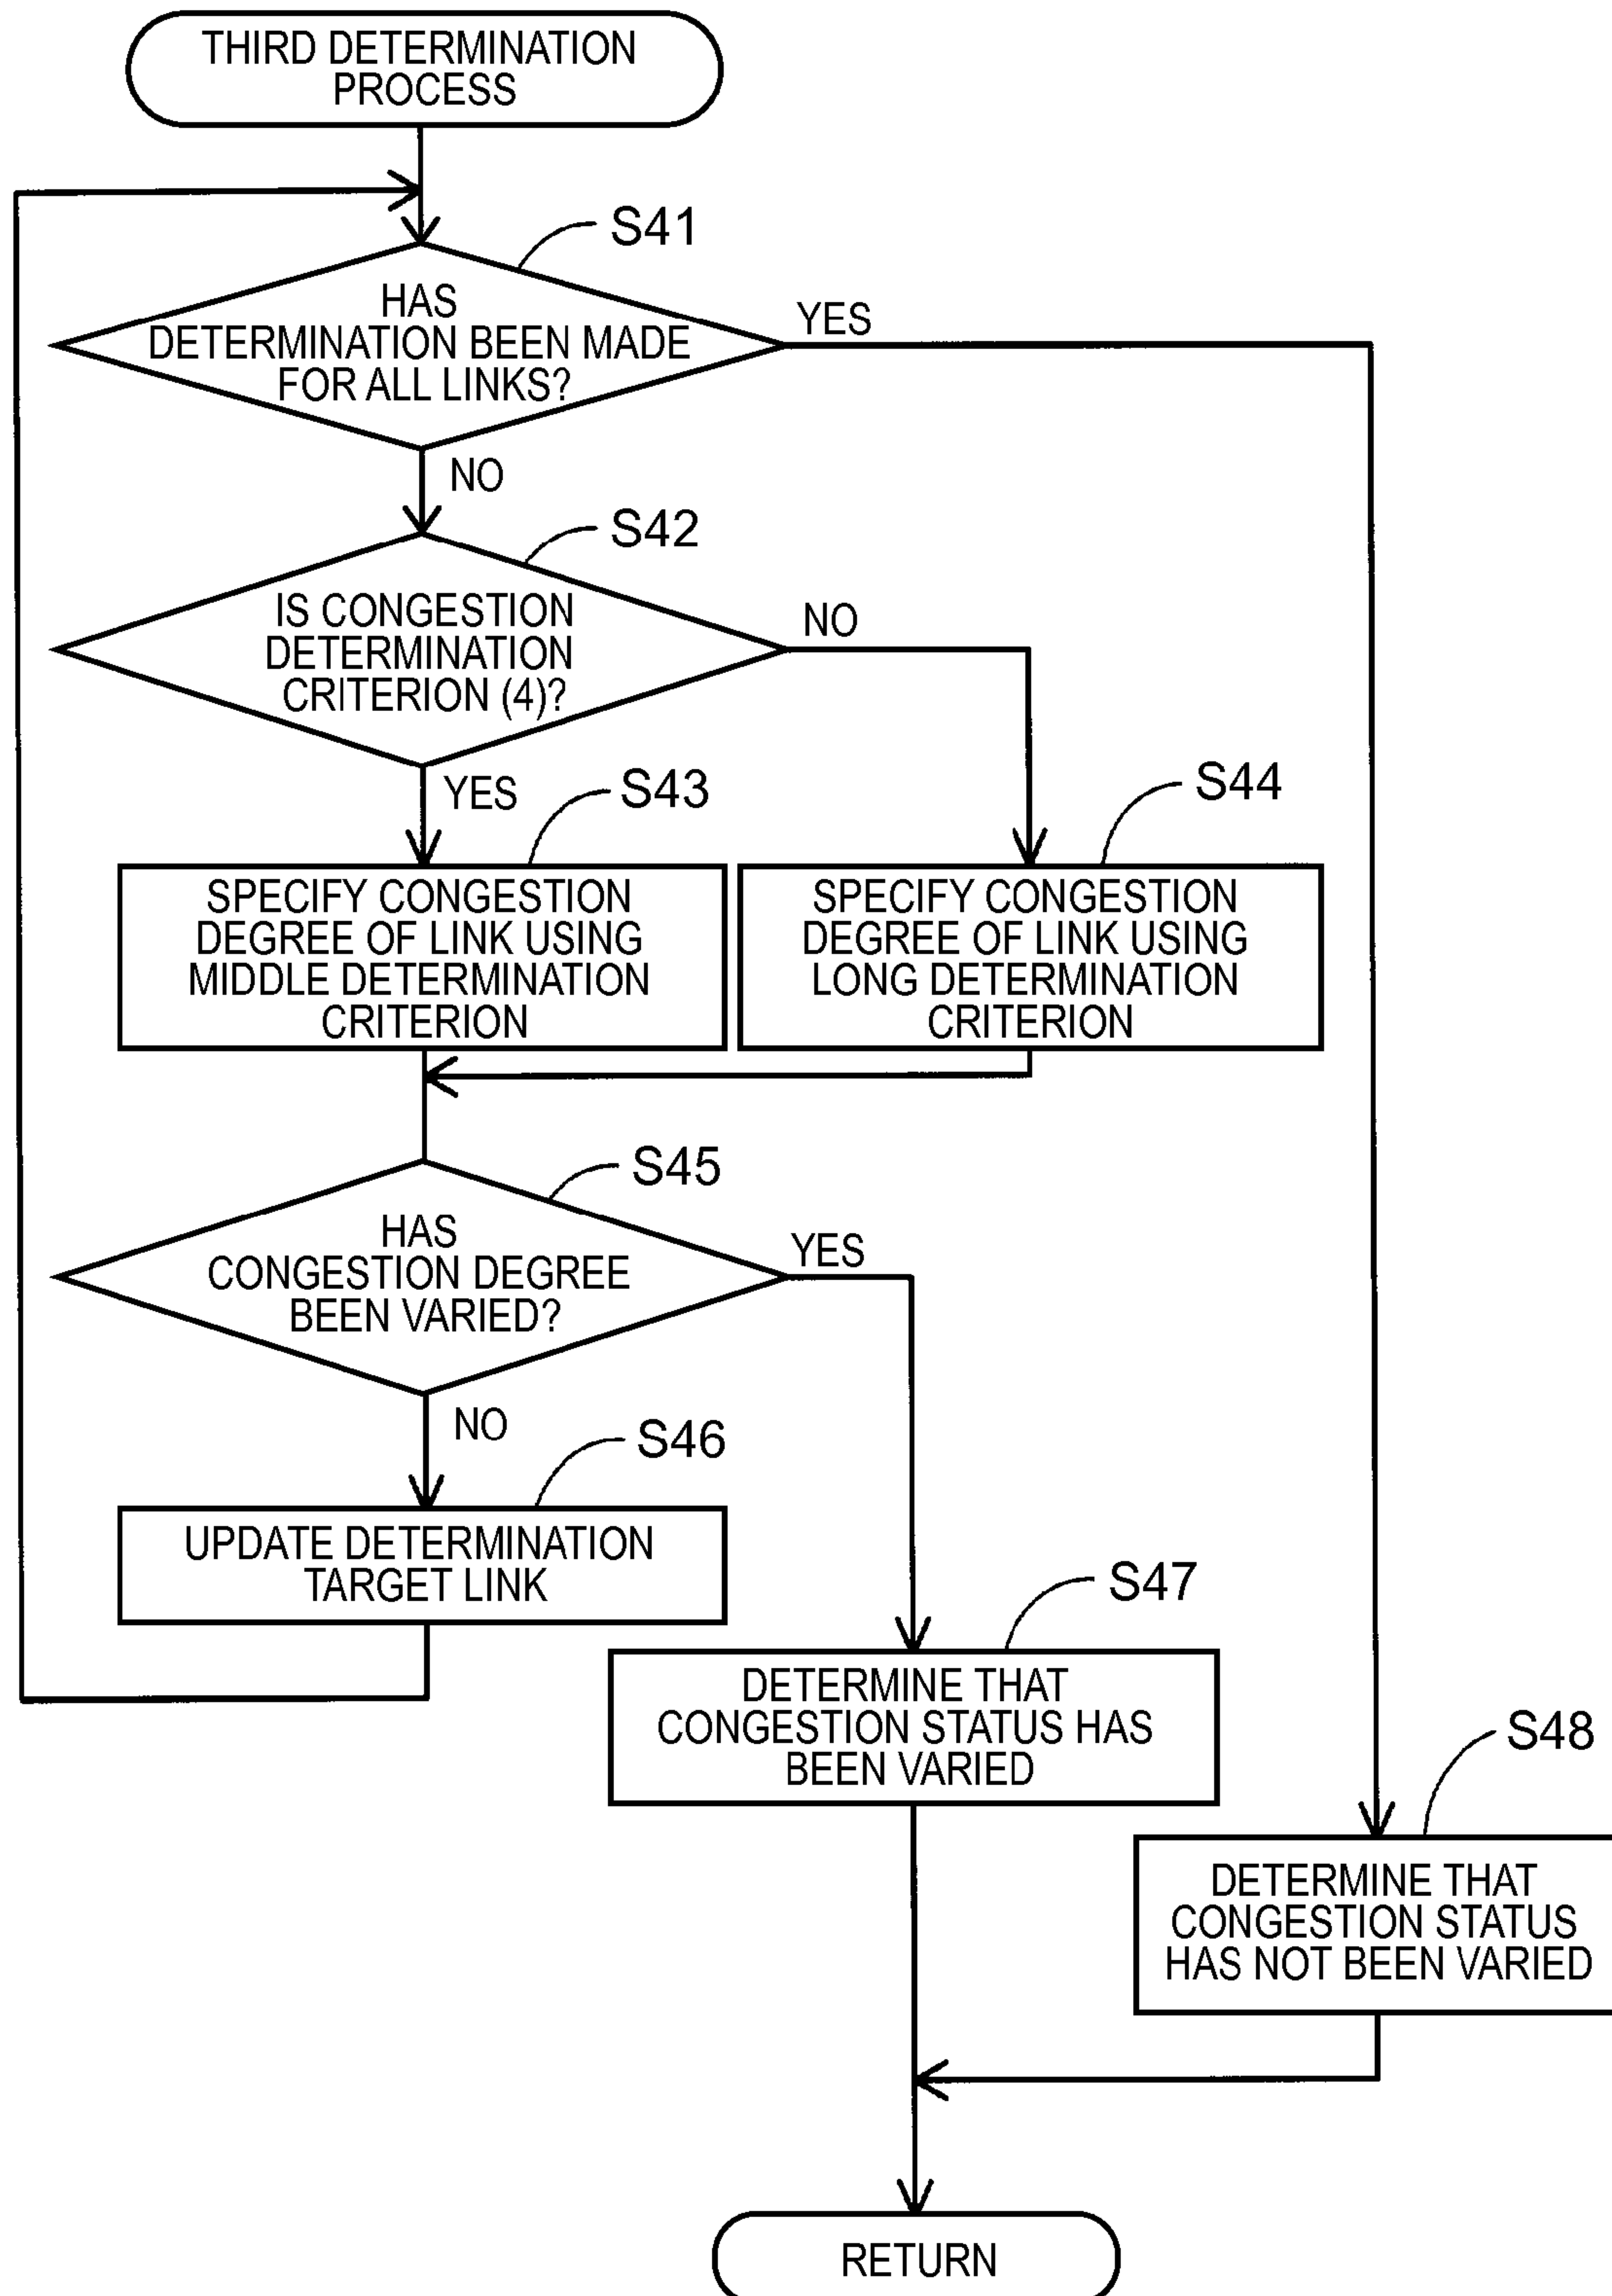 THIRD DETERMINATION
PROCESS
S41
HAS
DETERMINATION BEEN MADE
FOR ALL LINKS?
YES
NO
S42
IS CONGESTION
DETERMINATION
CRITERION (4)?
NO
YES
S43
S44
SPECIFY CONGESTION
DEGREE OF LINK USING
MIDDLE DETERMINATION
CRITERION
SPECIFY CONGESTION
DEGREE OF LINK USING
LONG DETERMINATION
CRITERION
S45
HAS
CONGESTION DEGREE
BEEN VARIED?
YES
NO
S46
UPDATE DETERMINATION
TARGET LINK
S47
DETERMINE THAT
CONGESTION STATUS HAS
BEEN VARIED
S48
DETERMINE THAT
CONGESTION STATUS
HAS NOT BEEN VARIED
RETURN